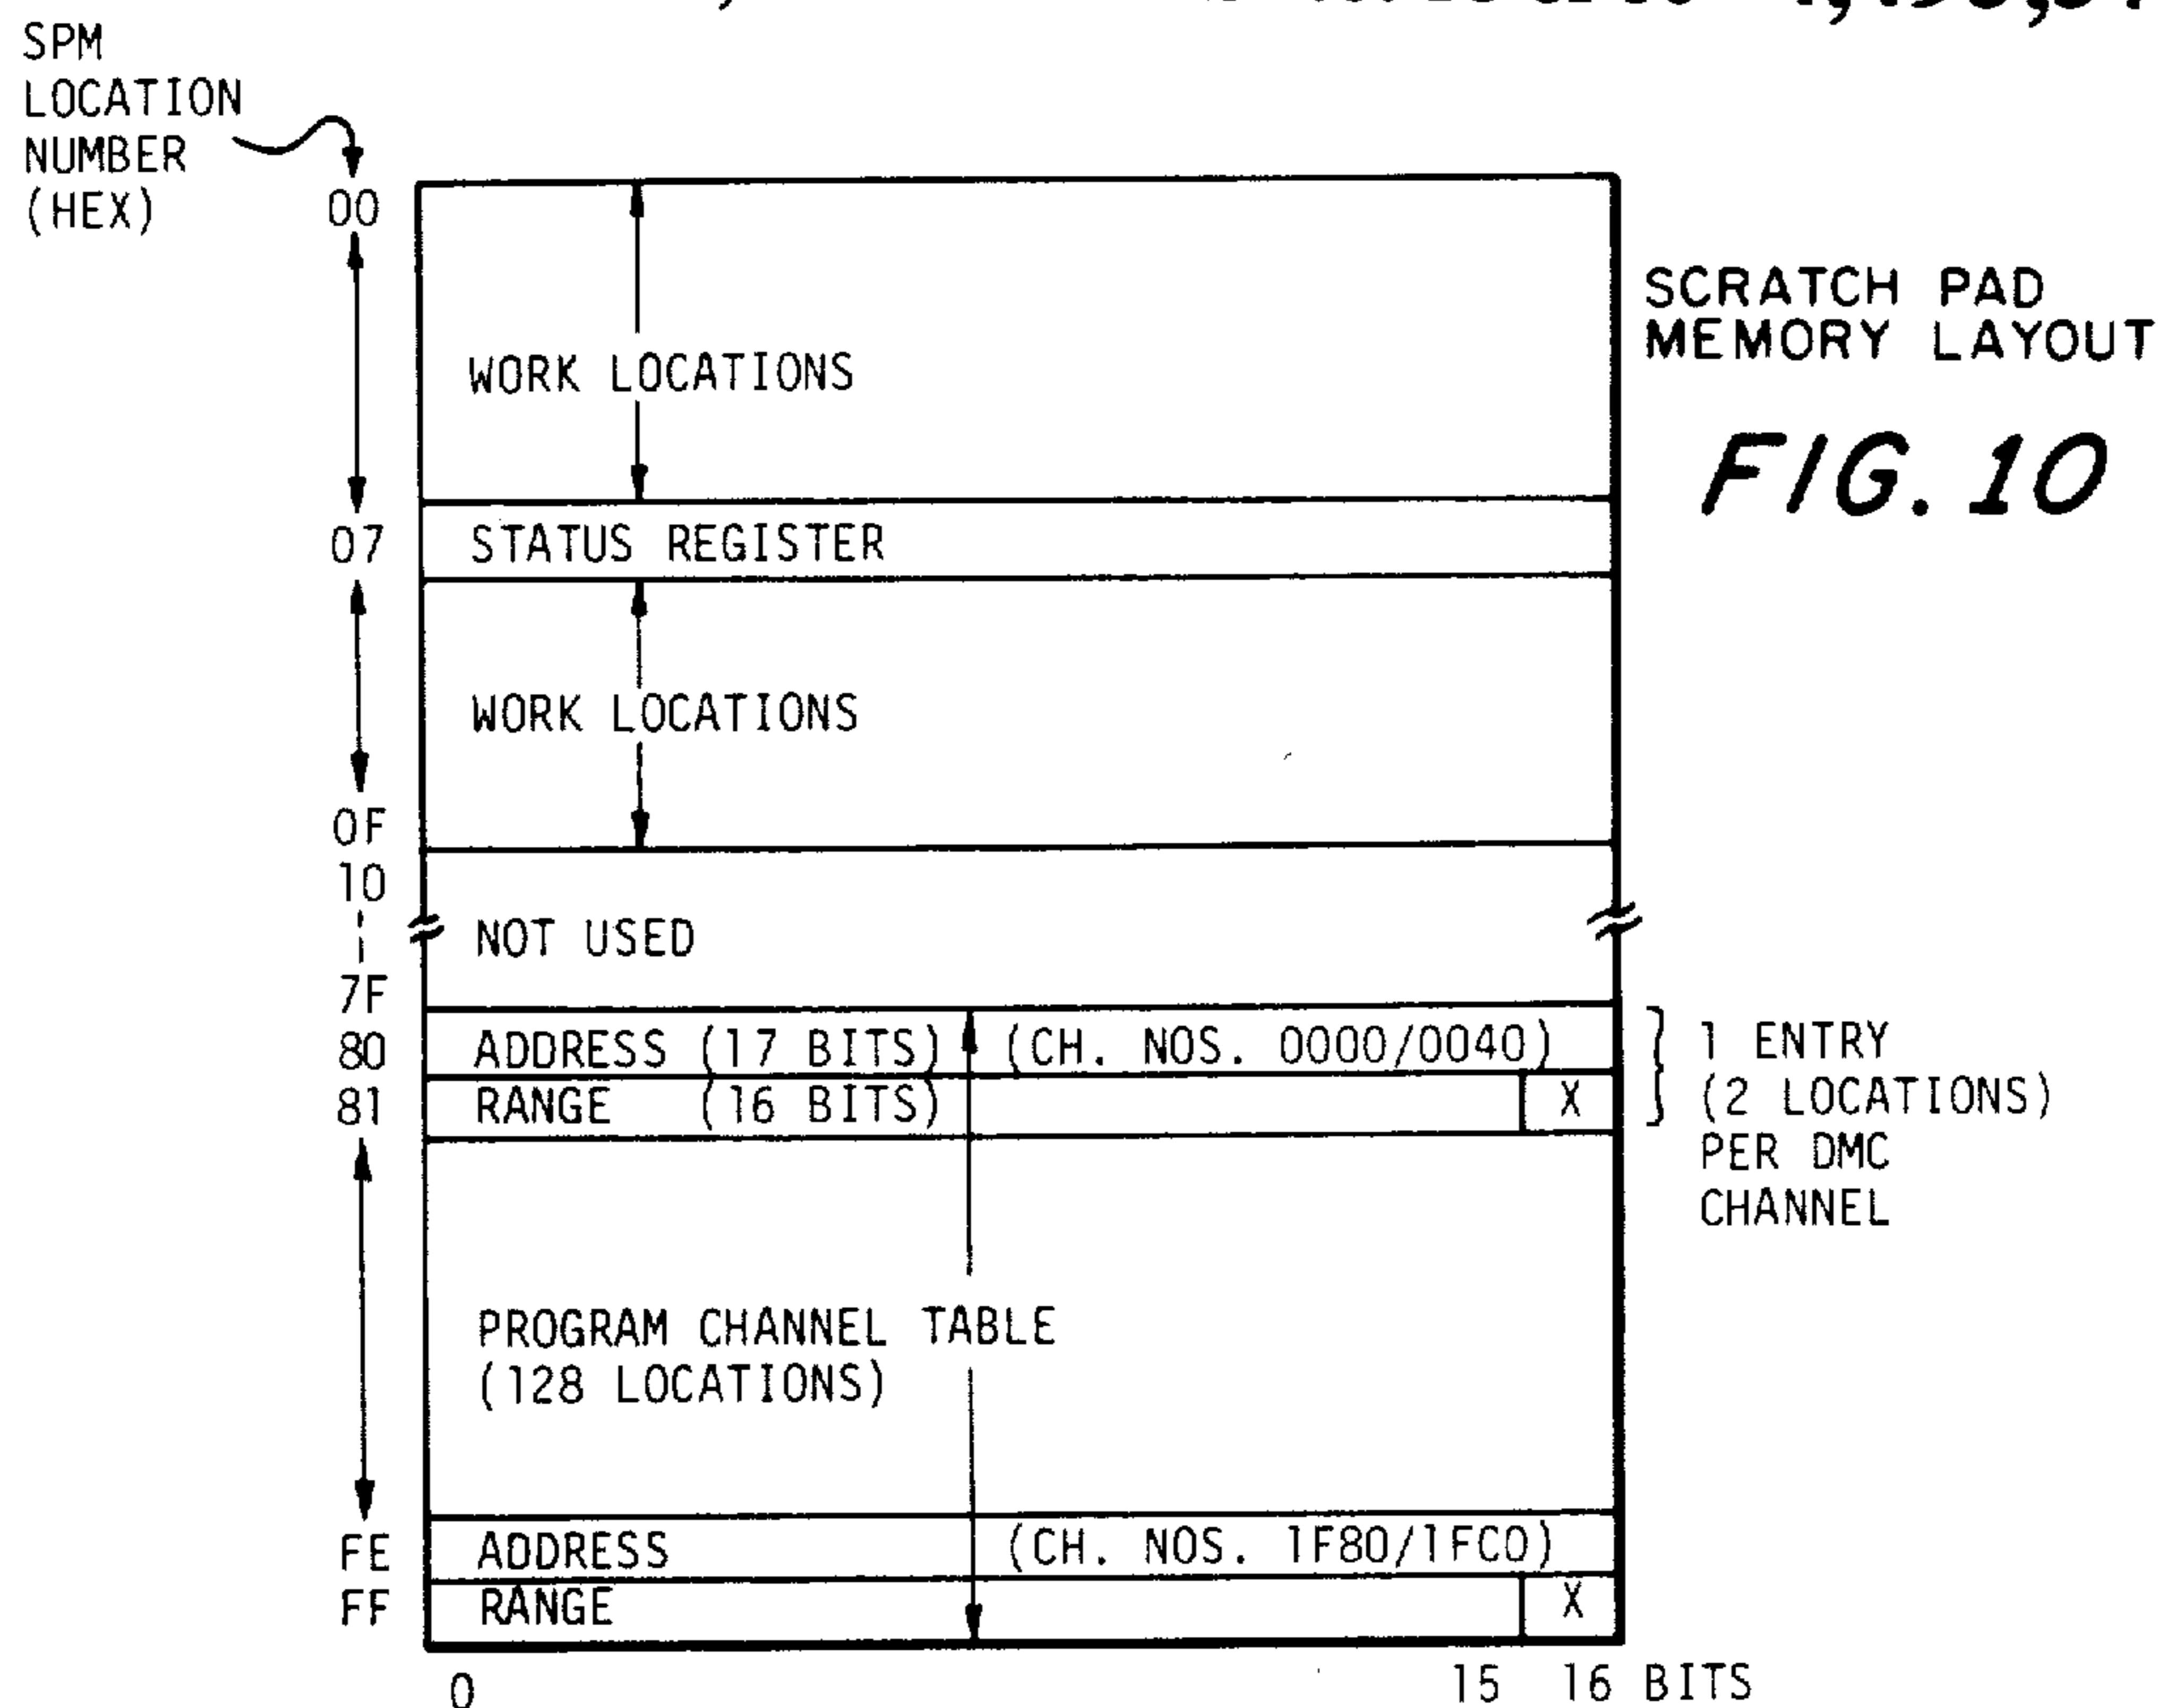 SPM
LOCATION
NUMBER
(HEX)
00
WORK LOCATIONS
SCRATCH PAD
MEMORY LAYOUT
FIG. 10
07 STATUS REGISTER
WORK LOCATIONS
0F
10
NOT USED
7F
80 ADDRESS (17 BITS) (CH. NOS. 0000/0040)
81 RANGE (16 BITS) X
1 ENTRY
(2 LOCATIONS)
PER DMC
CHANNEL
PROGRAM CHANNEL TABLE
(128 LOCATIONS)
FE ADDRESS (CH. NOS. 1F80/1FC0)
FF RANGE X
0 15 16 BITS